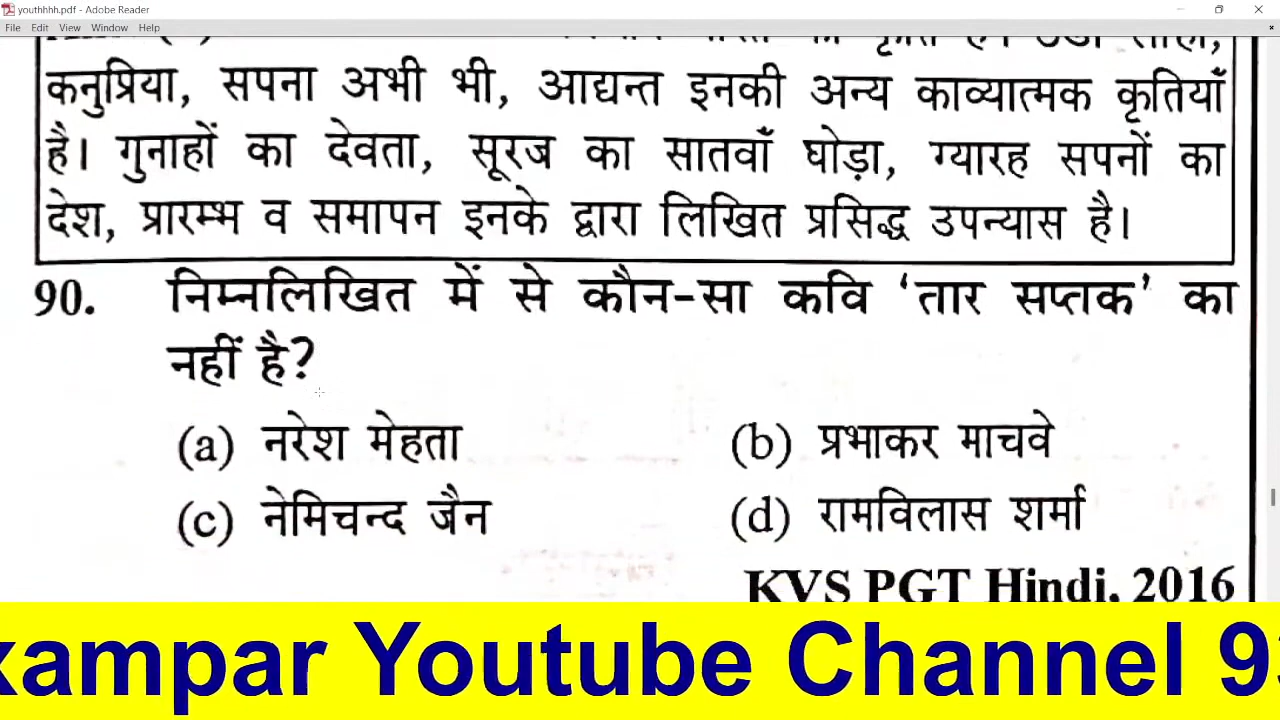 youthhhh.pdf - Adobe Reader
File Edit View Window Help
कनुप्रिया, सपना अभी भी, आद्यन्त इनकी अन्य काव्यात्मक कृतियाँ
है। गुनाहों का देवता, सूरज का सातवाँ घोड़ा, ग्यारह सपनों का
देश, प्रारम्भ व समापन इनके द्वारा लिखित प्रसिद्ध उपन्यास है।
90. निम्नलिखित में से कौन-सा कवि ‘तार सप्तक’ का
नहीं है?
(a) नरेश मेहता (b) प्रभाकर माचवे
(c) नेमिचन्द जैन (d) रामविलास शर्मा
KVS PGT Hindi, 2016
xampar Youtube Channel 93